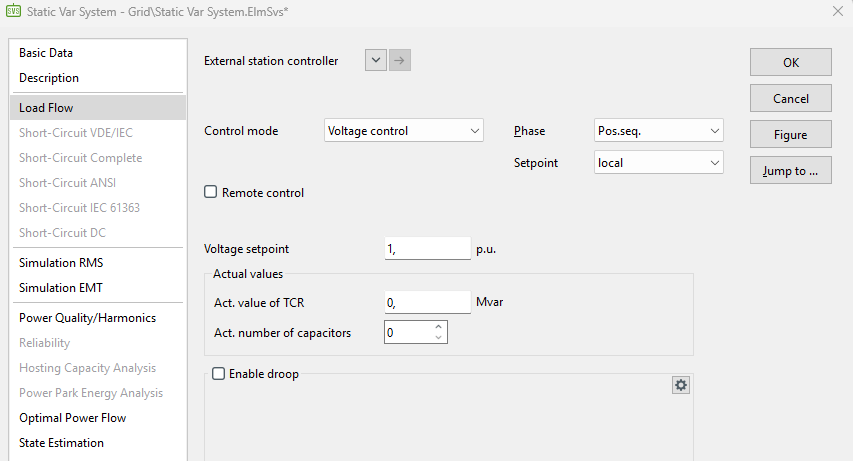 SVS Static Var System - Grid\Static Var System.ElmSvs*
Basic Data
Description
Load Flow
Short-Circuit VDE/IEC
Short-Circuit Complete
Short-Circuit ANSI
Short-Circuit IEC 61363
Short-Circuit DC
Simulation RMS
Simulation EMT
Power Quality/Harmonics
Reliability
Hosting Capacity Analysis
Power Park Energy Analysis
Optimal Power Flow
State Estimation
External station controller
Control mode Voltage control Phase Pos.seq.
Setpoint local
Remote control
Voltage setpoint 1, p.u.
Actual values
Act. value of TCR 0, Mvar
Act. number of capacitors 0
Enable droop
OK
Cancel
Figure
Jump to ...